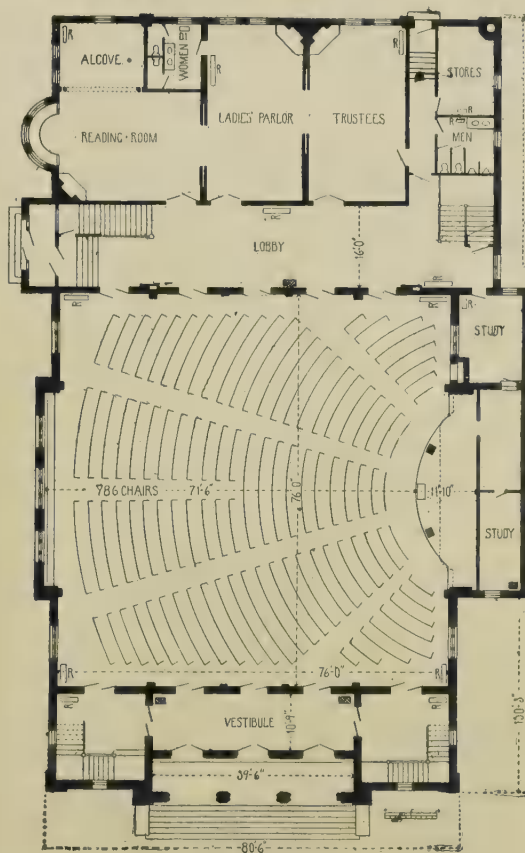 R
WOMEN
R
ALCOVE
STORES
R
R
LADIES' PARLOR
TRUSTEES
R
MEN
READING-ROOM
R
LOBBY
16'-0"
R
R
R
R
STUDY
786 CHAIRS
71'-6"
76'-0"
11'-10"
STUDY
R
76'-0"
R
R
R
VESTIBULE
10'-9"
39'-6"
130'-3"
80'-6"